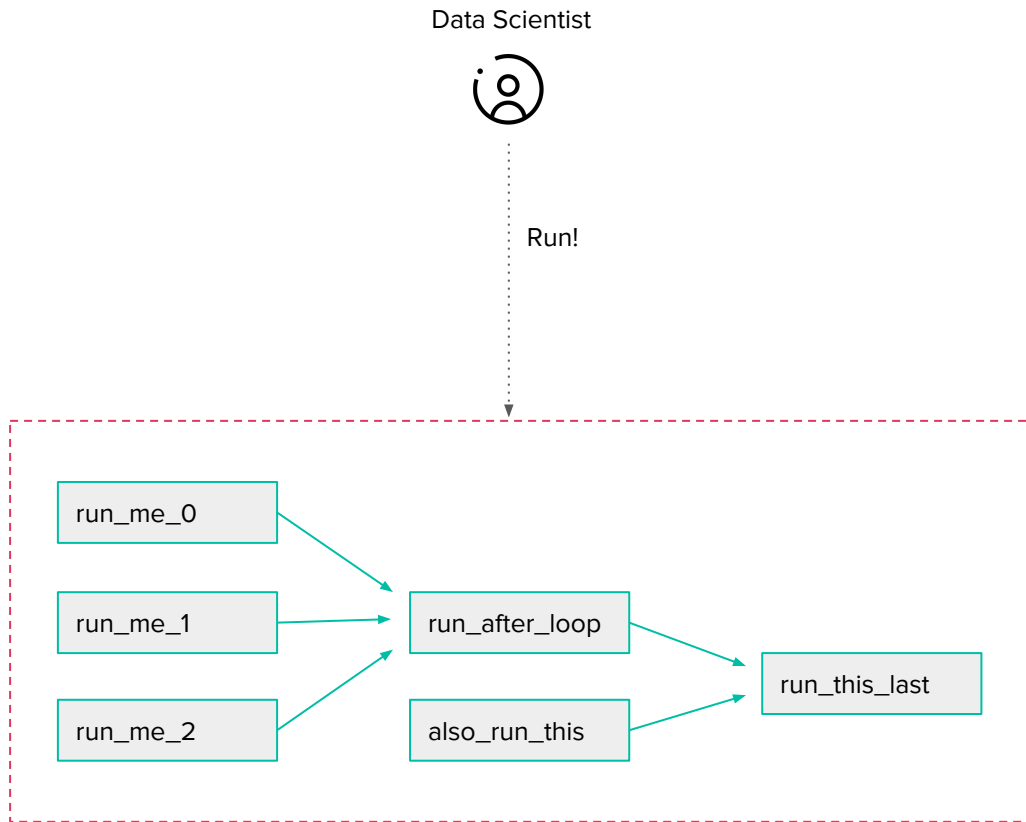 Data Scientist
Run!
run_me_0
run_me_1
run_after_loop
run_this_last
run_me_2
also_run_this